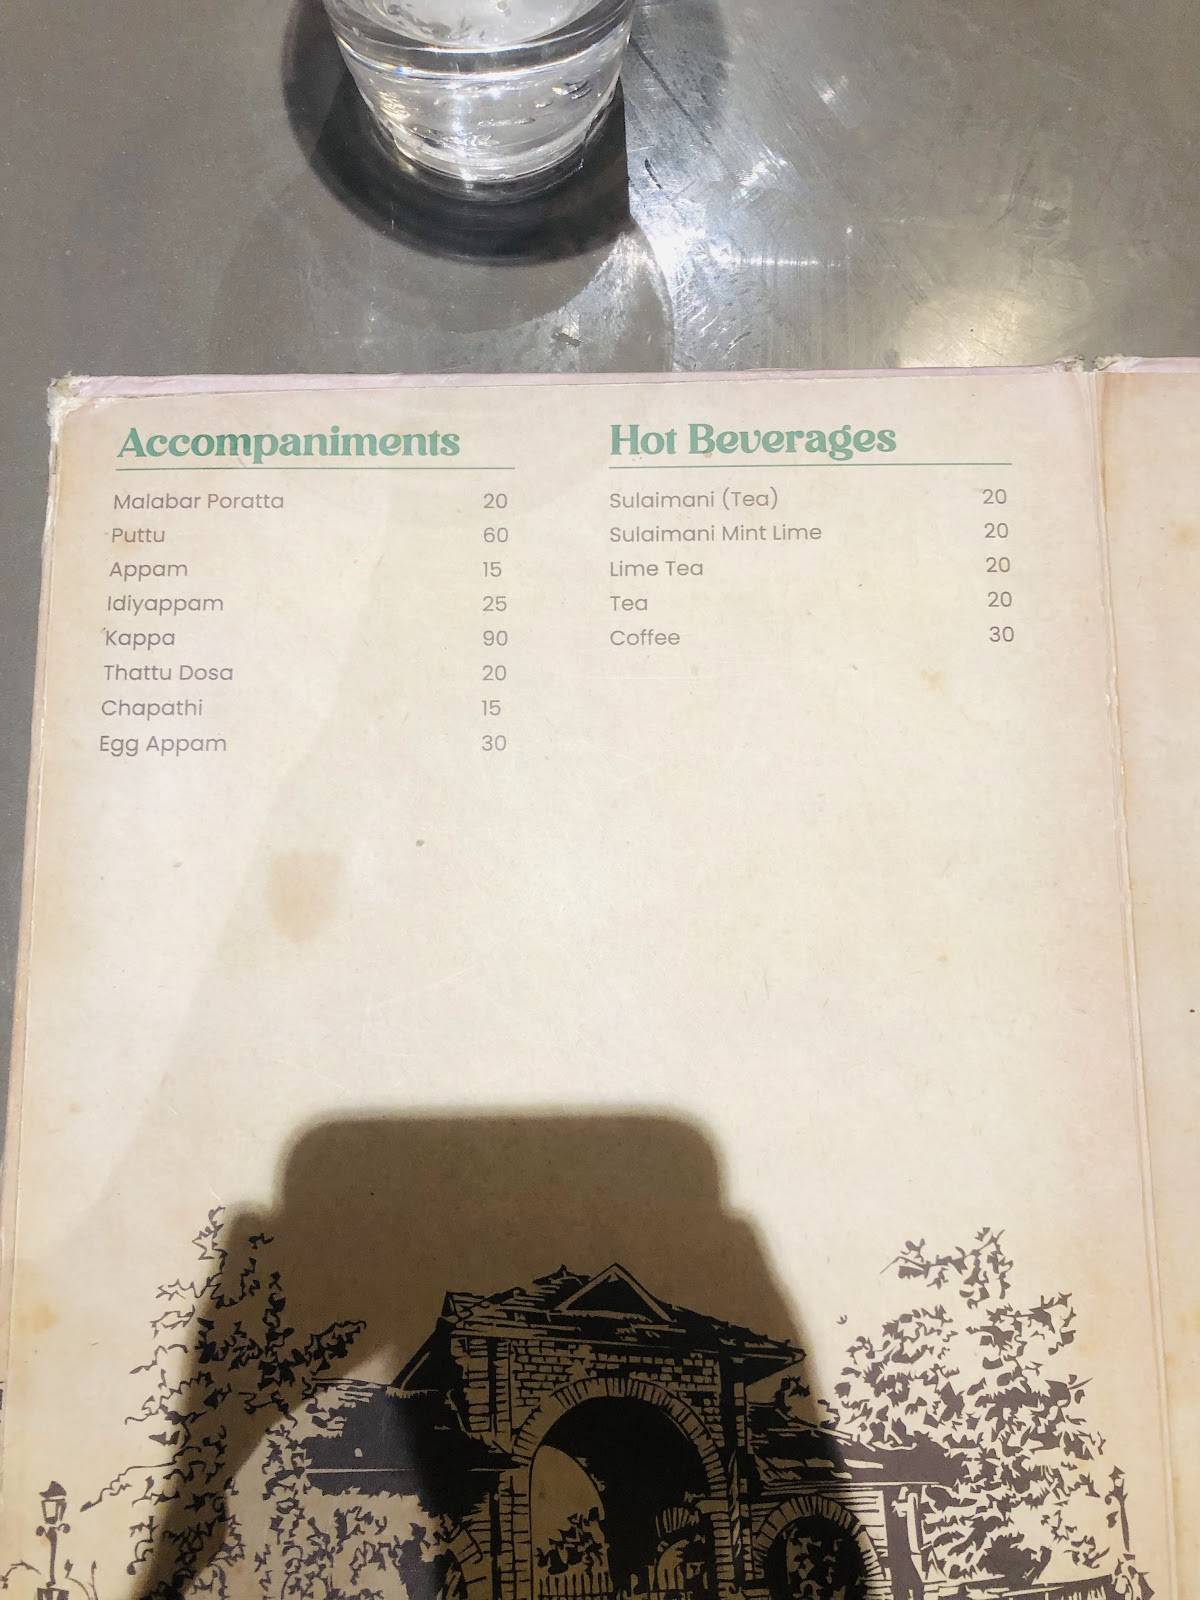 Accompaniments
Malabar Poratta 20
Puttu 60
Appam 15
Idiyappam 25
Kappa 90
Thattu Dosa 20
Chapathi 15
Egg Appam 30
Hot Beverages
Sulaimani (Tea) 20
Sulaimani Mint Lime 20
Lime Tea 20
Tea 20
Coffee 30